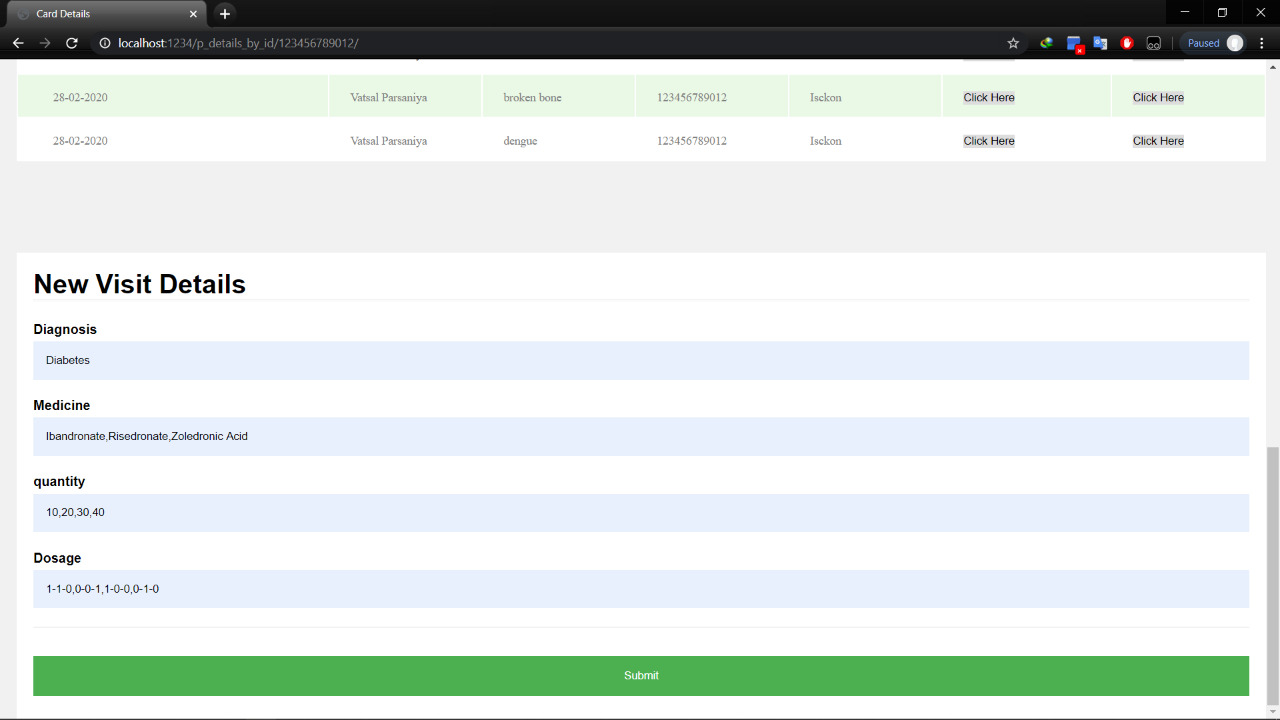 Card Details
localhost:1234/p_details_by_id/123456789012/
Paused
28-02-2020 Vatsal Parsaniya broken bone 123456789012 Isckon Click Here Click Here
28-02-2020 Vatsal Parsaniya dengue 123456789012 Isckon Click Here Click Here
New Visit Details
Diagnosis
Diabetes
Medicine
Ibandronate,Risedronate,Zoledronic Acid
quantity
10,20,30,40
Dosage
1-1-0,0-0-1,1-0-0,0-1-0
Submit